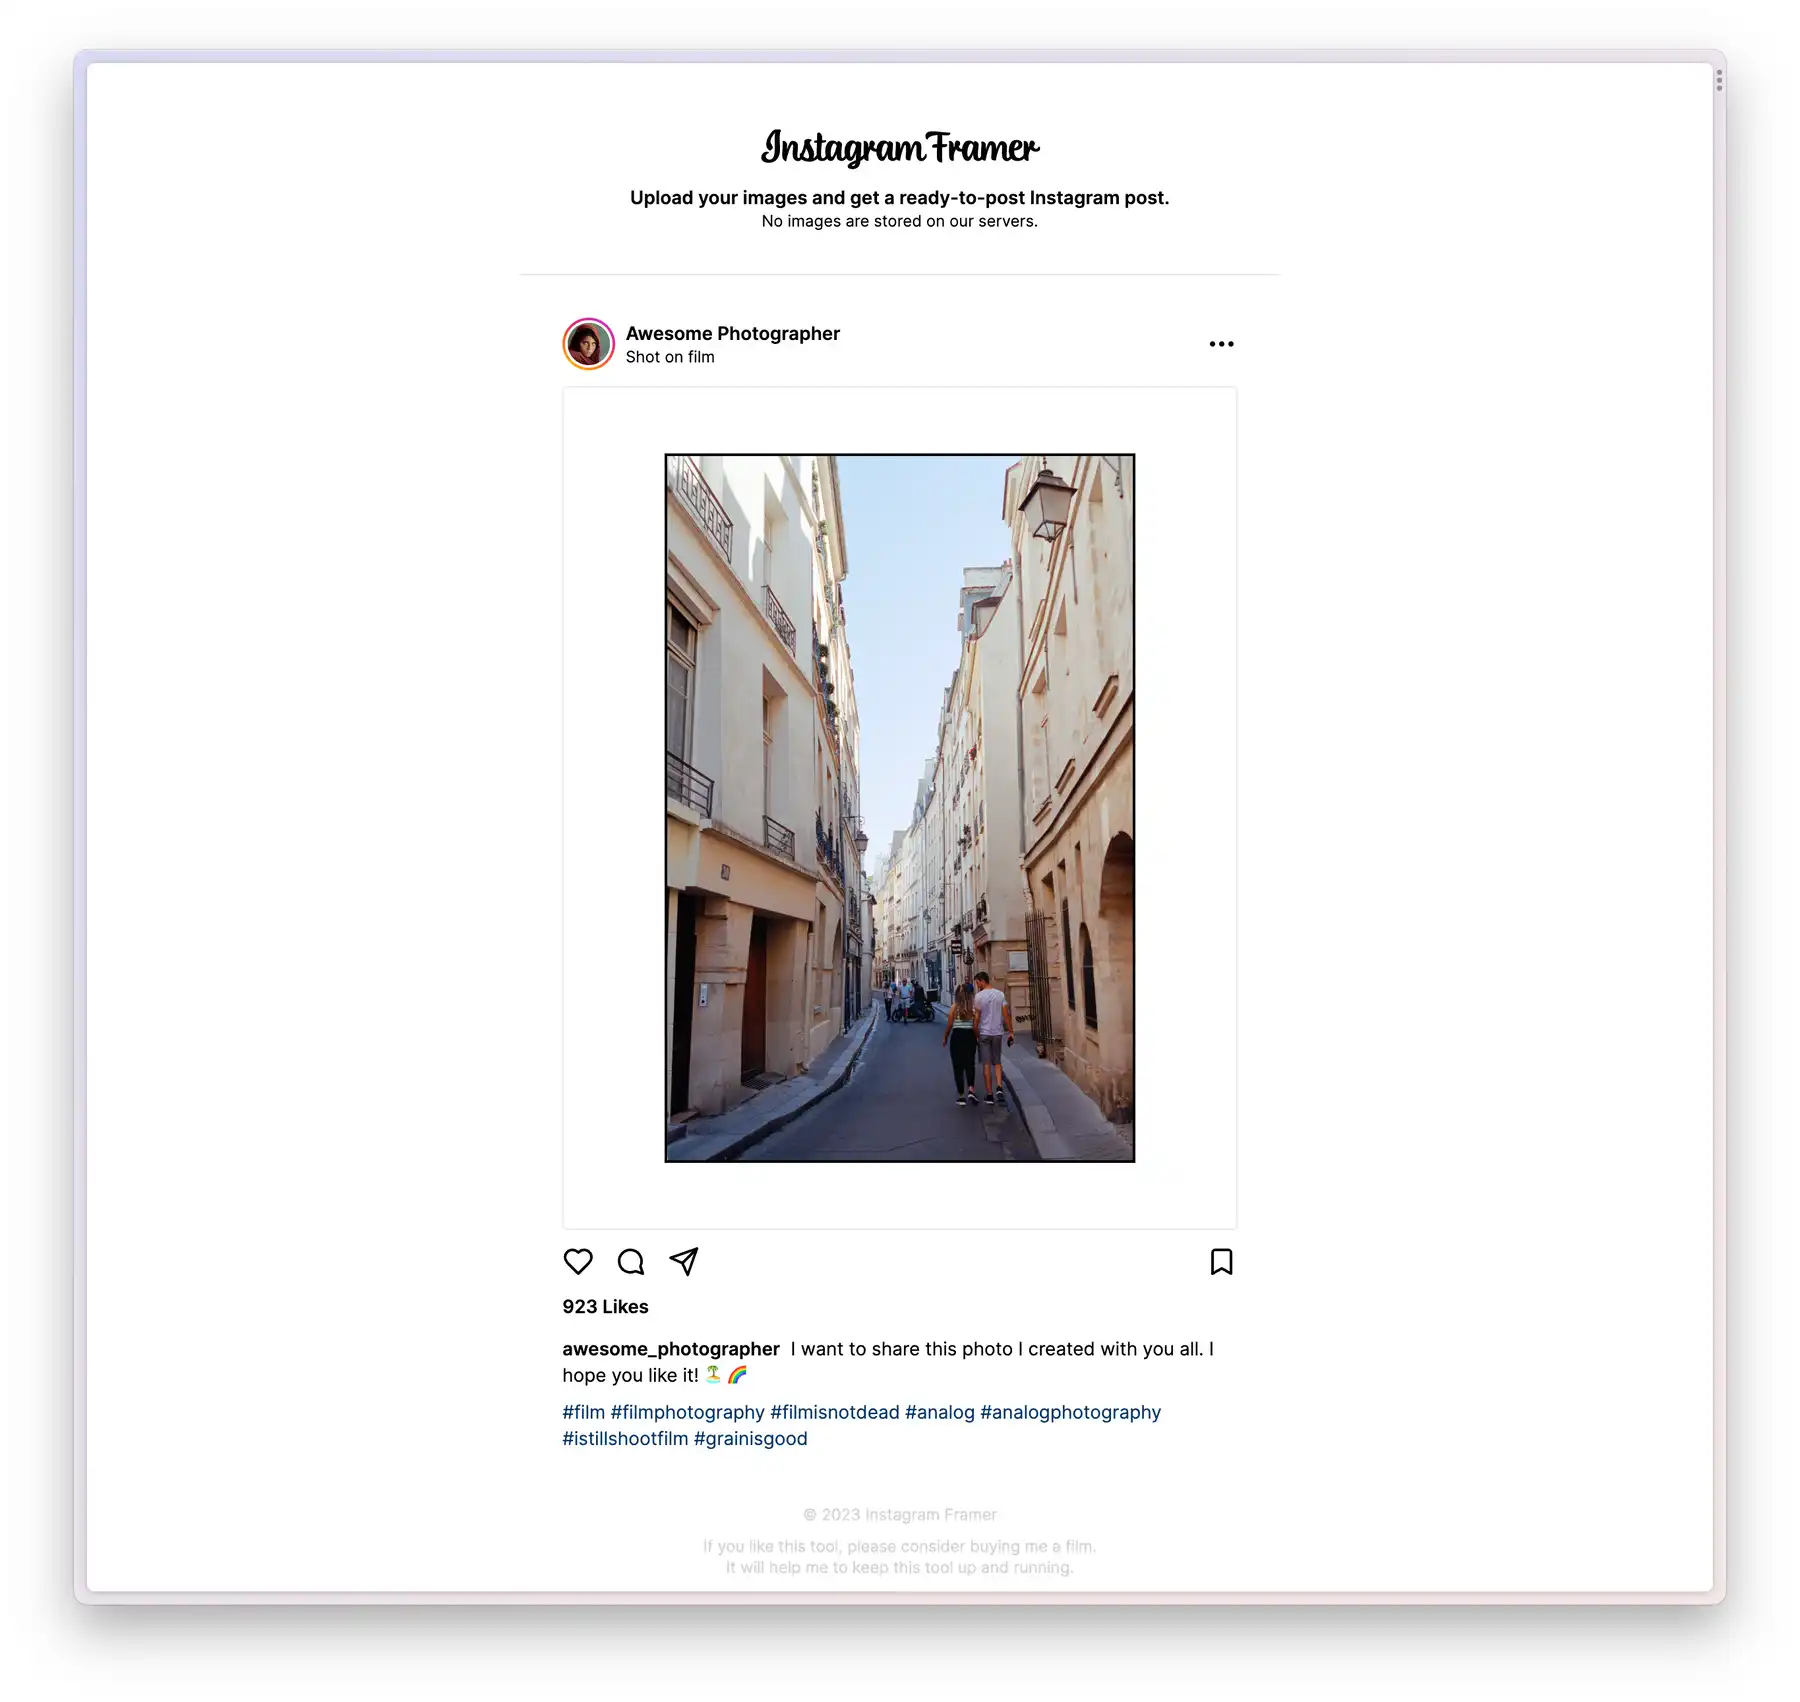 Instagram Framer
Upload your images and get a ready-to-post Instagram post.
No images are stored on our servers.
Awesome Photographer
Shot on film
923 Likes
awesome_photographer I want to share this photo I created with you all. I
hope you like it! 🏝️ 🌈
#film #filmphotography #filmisnotdead #analog #analogphotography
#istillshootfilm #grainisgood
© 2023 Instagram Framer
If you like this tool, please consider buying me a film.
It will help me to keep this tool up and running.